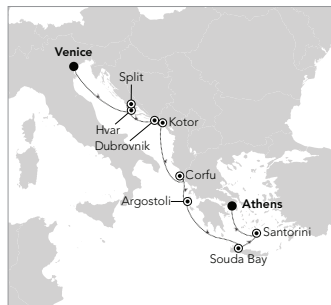 Venice
Split
Hvar
Dubrovnik
Kotor
Corfu
Argostoli
Athens
Santorini
Souda Bay